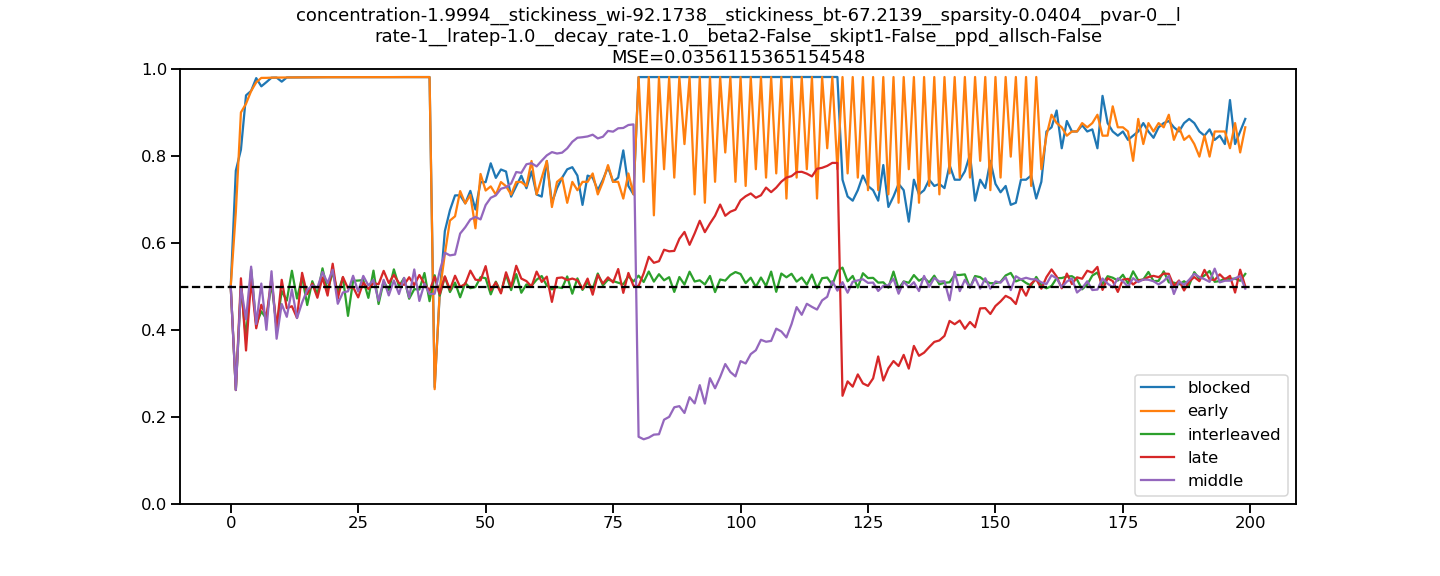 concentration-1.9994__stickiness_wi-92.1738__stickiness_bt-67.2139__sparsity-0.0404__pvar-0__l
rate-1__lratep-1.0__decay_rate-1.0__beta2-False__skipt1-False__ppd_allsch-False
MSE=0.0356115365154548
1.0
0.8
0.6
0.4
0.2
0.0
0 25 50 75 100 125 150 175 200
blocked
early
interleaved
late
middle